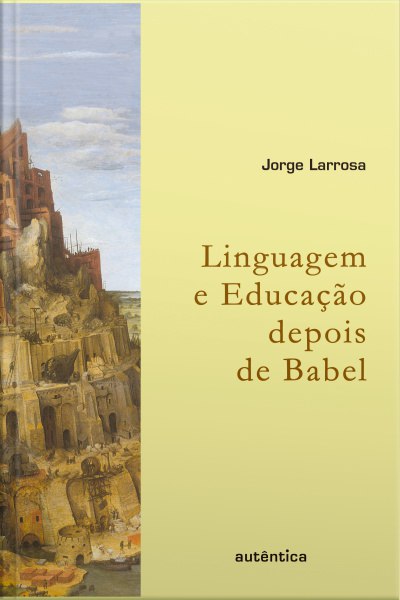 Jorge Larrosa
Linguagem
e Educação
depois
de Babel
autêntica